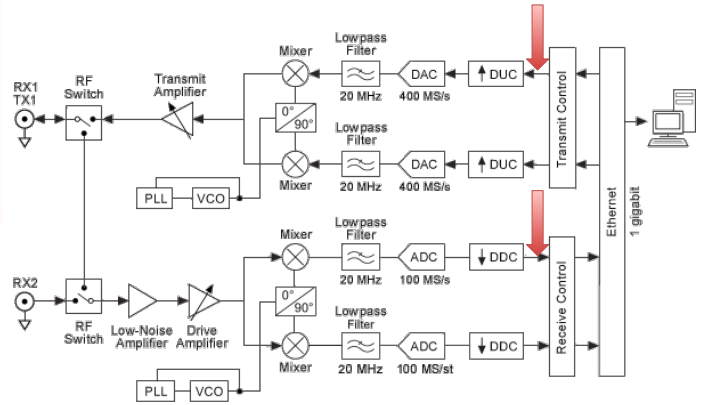 Lowpass
Filter
Mixer
DAC
DUC
20 MHz
400 MS/s
RX1
TX1
RF
Switch
Transmit
Amplifier
0°
90°
Lowpass
Filter
DAC
DUC
Mixer
20 MHz
400 MS/s
PLL
VCO
Transmit Control
Ethernet
1 gigabit
Lowpass
Filter
Mixer
ADC
DDC
20 MHz
100 MS/s
RX2
RF
Switch
Low-Noise
Amplifier
Drive
Amplifier
0°
90°
Lowpass
Filter
ADC
DDC
Mixer
20 MHz
100 MS/st
PLL
VCO
Receive Control